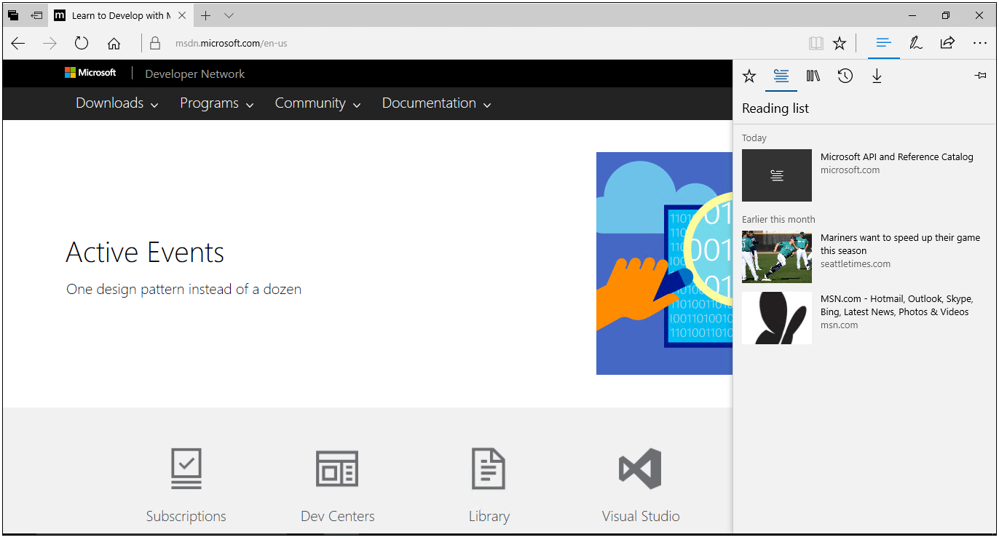 Learn to Develop with M
msdn.microsoft.com/en-us
Microsoft
Developer Network
Downloads
Programs
Community
Documentation
Active Events
One design pattern instead of a dozen
Subscriptions
Dev Centers
Library
Visual Studio
Reading list
Today
Microsoft API and Reference Catalog
microsoft.com
Earlier this month
Mariners want to speed up their game
this season
seattletimes.com
MSN.com - Hotmail, Outlook, Skype,
Bing, Latest News, Photos & Videos
msn.com